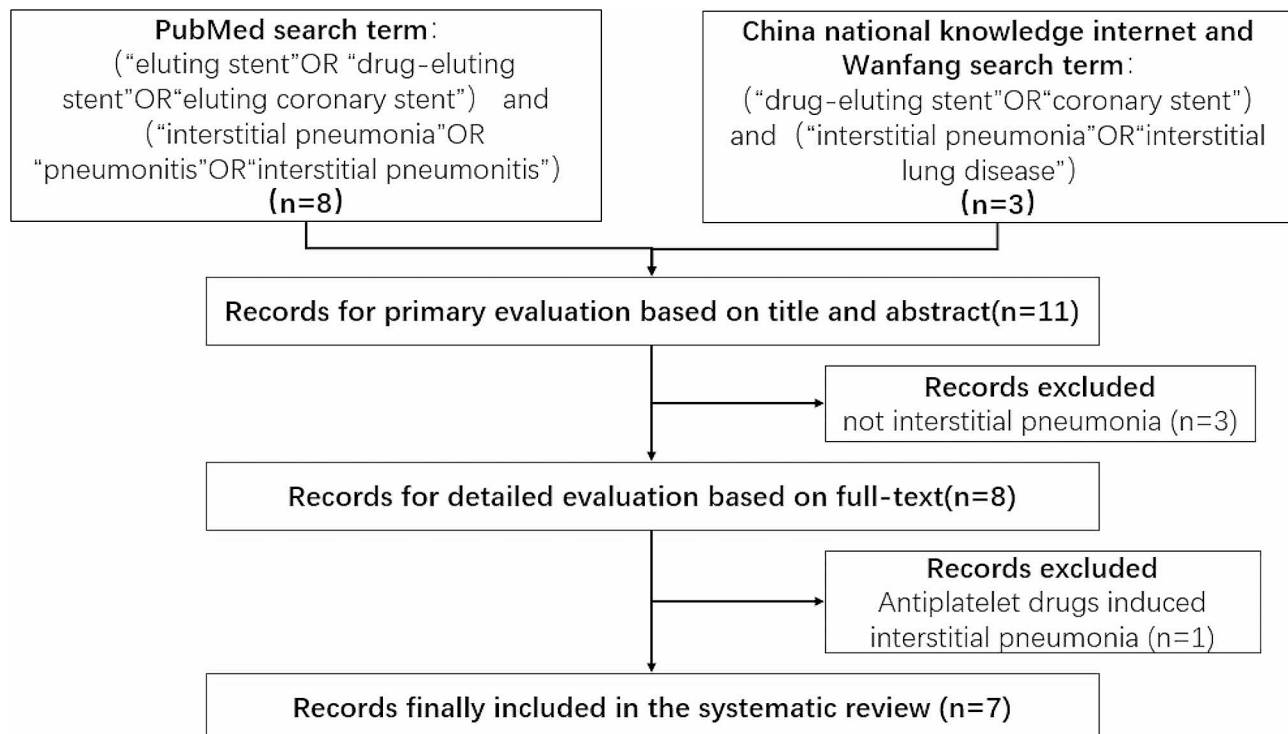 PubMed search term:
(“eluting stent”OR “drug-eluting
stent”OR“eluting coronary stent”) and
(“interstitial pneumonia”OR
“pneumonitis”OR“interstitial pneumonitis”)
(n=8)
China national knowledge internet and
Wanfang search term:
(“drug-eluting stent”OR“coronary stent”)
and (“interstitial pneumonia”OR“interstitial
lung disease”)
(n=3)
Records for primary evaluation based on title and abstract(n=11)
Records excluded
not interstitial pneumonia (n=3)
Records for detailed evaluation based on full-text(n=8)
Records excluded
Antiplatelet drugs induced
interstitial pneumonia (n=1)
Records finally included in the systematic review (n=7)